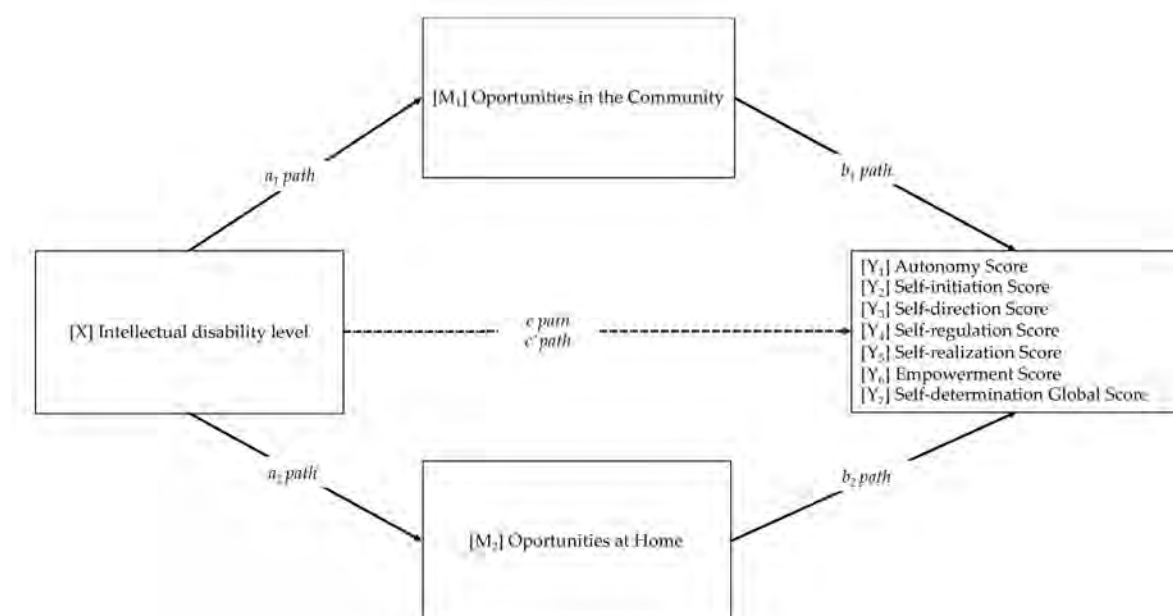 [M₁] Oportunities in the Community
a₁ path
b₁ path
[X] Intellectual disability level
c path
c' path
[Y₁] Autonomy Score
[Y₂] Self-initiation Score
[Y₃] Self-direction Score
[Y₄] Self-regulation Score
[Y₅] Self-realization Score
[Y₆] Empowerment Score
[Y₇] Self-determination Global Score
a₂ path
b₂ path
[M₂] Oportunities at Home